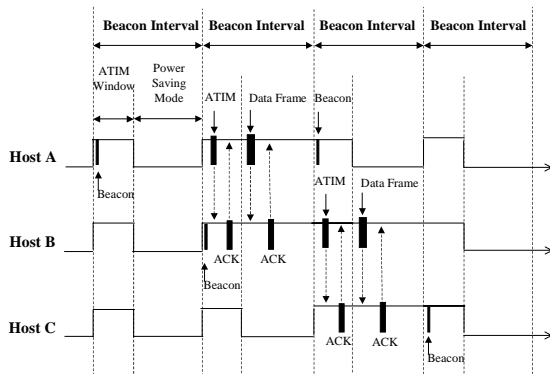 Beacon Interval Beacon Interval Beacon Interval Beacon Interval
ATIM
Window
Power
Saving
Mode
ATIM
Data Frame
Beacon
Host A
Beacon
ATIM
Data Frame
Host B
ACK
ACK
Beacon
Host C
ACK
ACK
Beacon